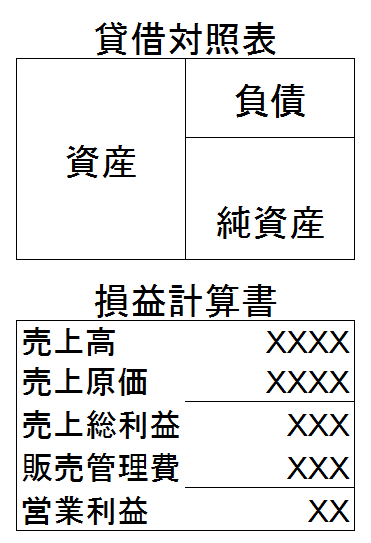 貸借対照表
負債
資産
純資産
損益計算書
売上高 XXXX
売上原価 XXXX
売上総利益 XXX
販売管理費 XXX
営業利益 XX